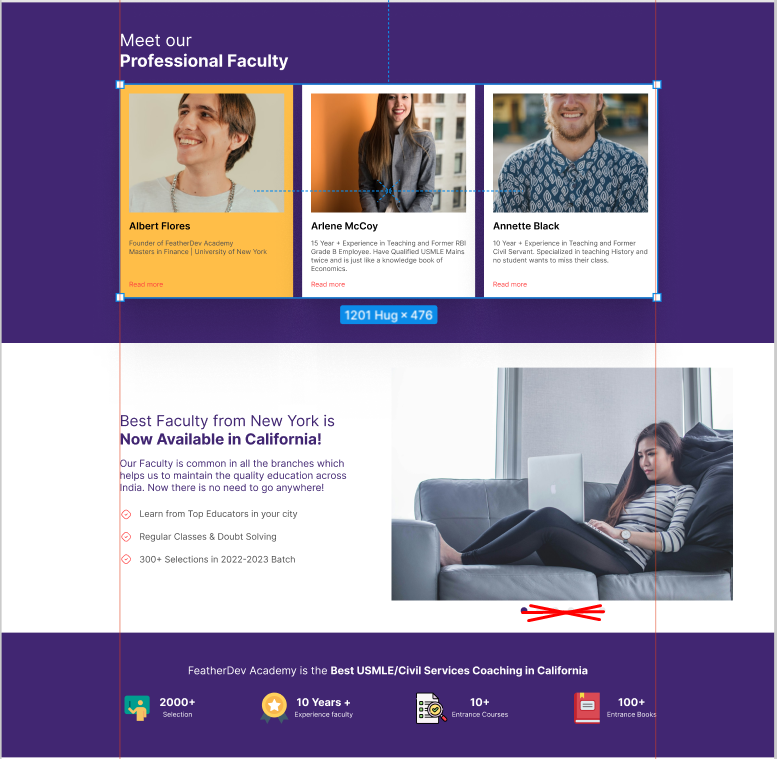 Meet our
Professional Faculty
Albert Flores
Founder of FeatherDev Academy
Masters in Finance | University of New York
Read more
Arlene McCoy
15 Year + Experience in Teaching and Former RBI
Grade B Employee. Have Qualified USMLE Mains
twice and is just like a knowledge book of
Economics.
Read more
Annette Black
10 Year + Experience in Teaching and Former
Civil Servant. Specialized in teaching History and
no student wants to miss their class.
Read more
1201 Hug × 476
Best Faculty from New York is
Now Available in California!
Our Faculty is common in all the branches which
helps us to maintain the quality education across
India. Now there is no need to go anywhere!
Learn from Top Educators in your city
Regular Classes & Doubt Solving
300+ Selections in 2022-2023 Batch
FeatherDev Academy is the Best USMLE/Civil Services Coaching in California
2000+
Selection
10 Years +
Experience faculty
10+
Entrance Courses
100+
Entrance Books